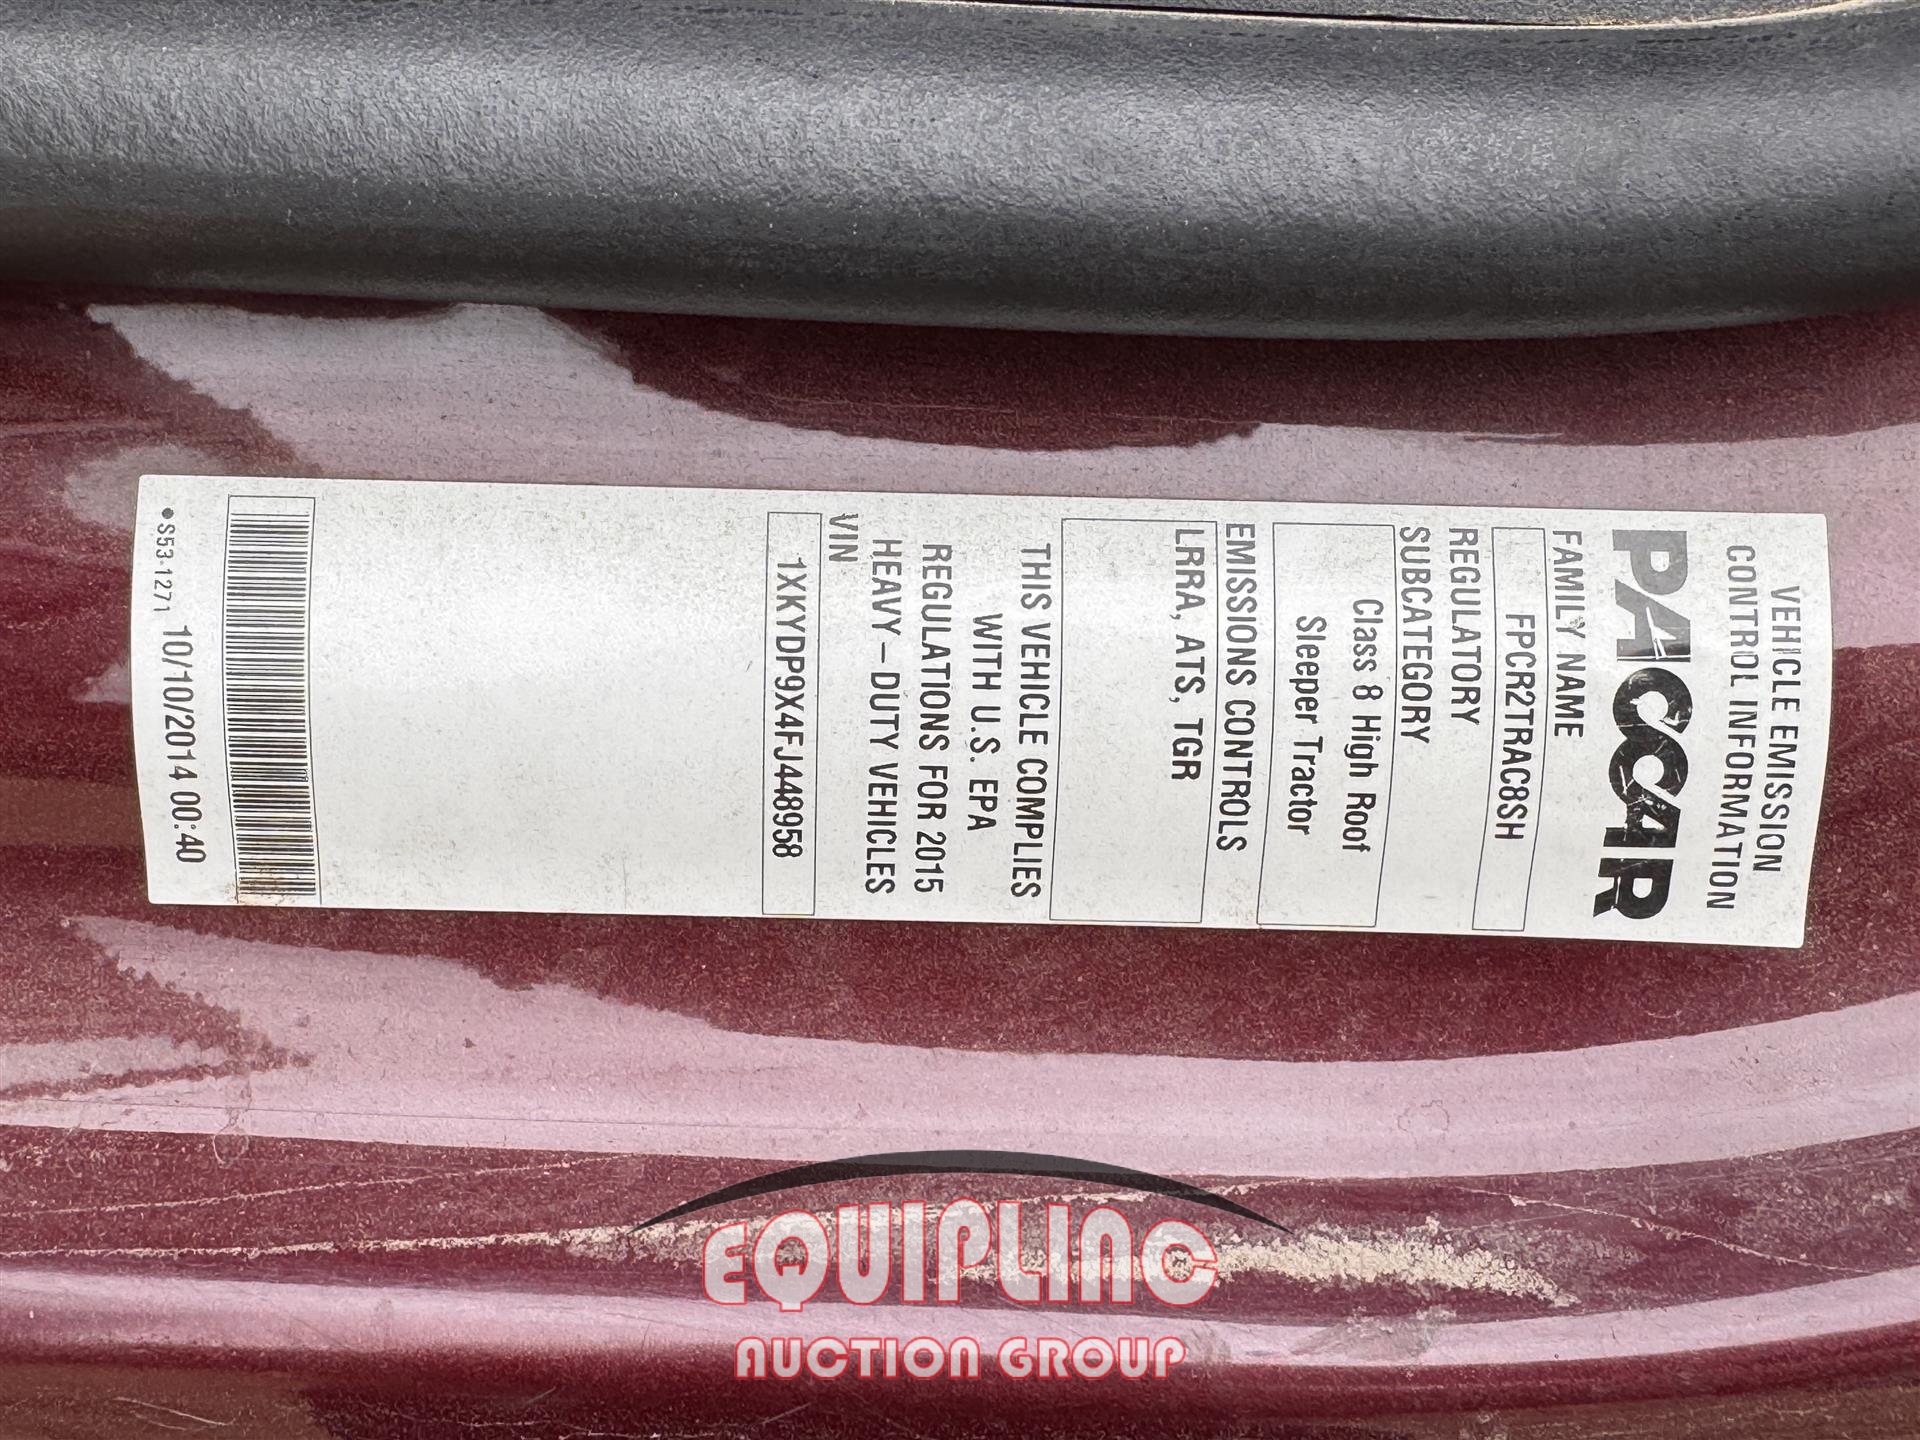 VEHICLE EMISSION
CONTROL INFORMATION
PACCAR
FAMILY NAME
FPCR2TRAC8SH
REGULATORY
SUBCATEGORY
Class 8 High Roof
Sleeper Tractor
EMISSIONS CONTROLS
LRRA, ATS, TGR
THIS VEHICLE COMPLIES
WITH U.S. EPA
REGULATIONS FOR 2015
HEAVY-DUTY VEHICLES
VIN
1XKYDP9X4FJ448958
•S53-1271 10/10/2014 00:40
EQUIPLINC
AUCTION GROUP